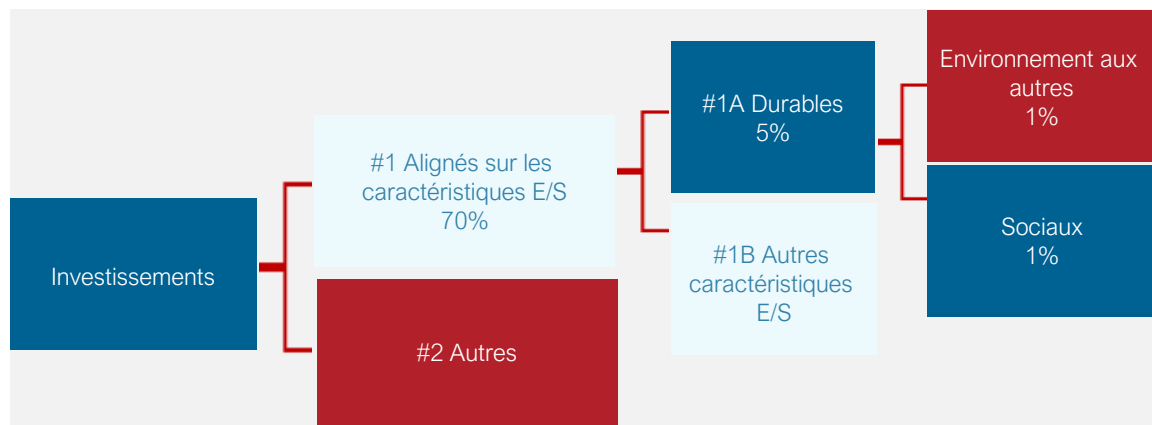 Investissements
#1 Alignés sur les
caractéristiques E/S
70%
#2 Autres
#1A Durables
5%
#1B Autres
caractéristiques
E/S
Environnement aux
autres
1%
Sociaux
1%